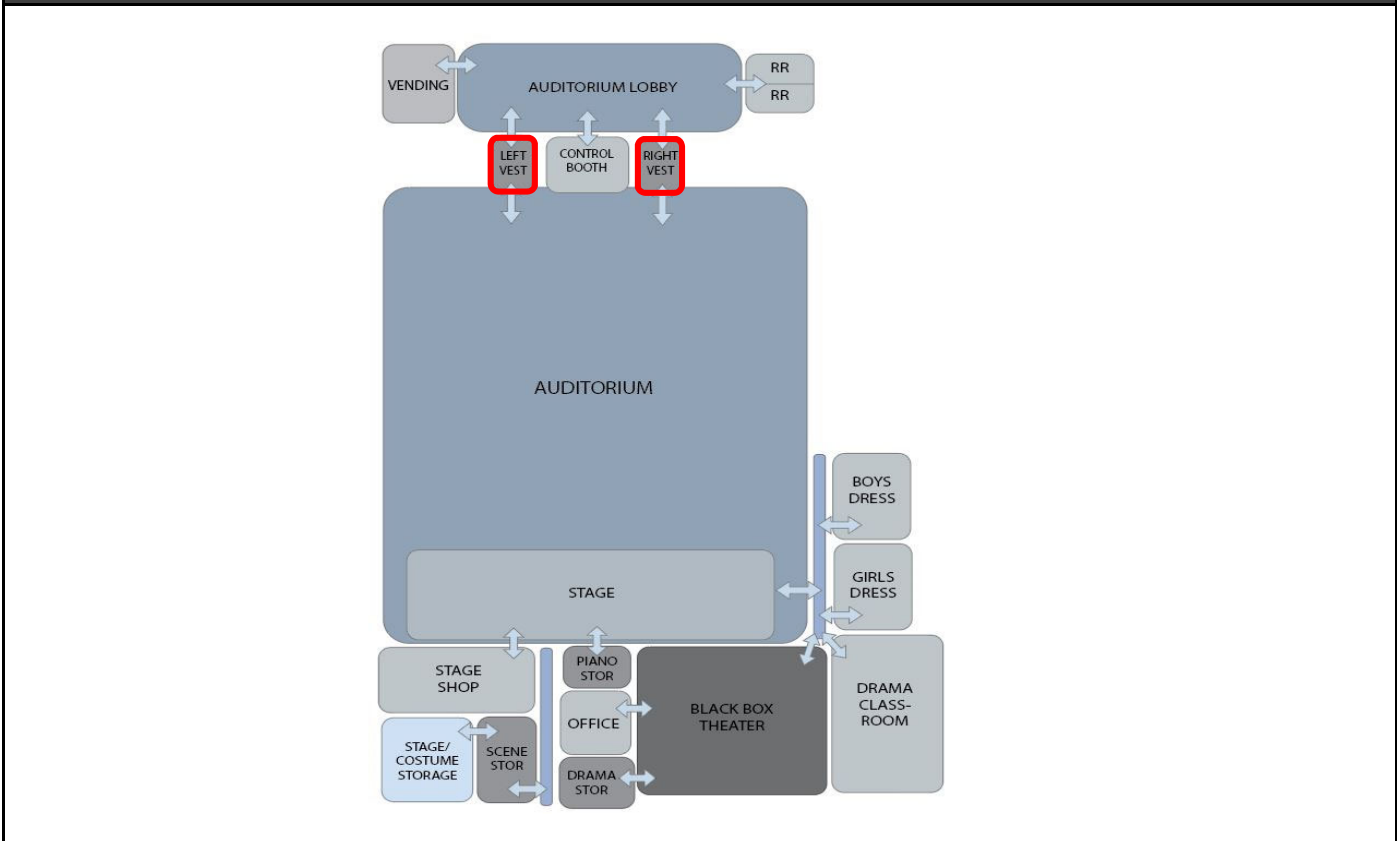 VENDING
AUDITORIUM LOBBY
RR
RR
LEFT
VEST
CONTROL
BOOTH
RIGHT
VEST
AUDITORIUM
BOYS
DRESS
GIRLS
DRESS
STAGE
STAGE
SHOP
PIANO
STOR
OFFICE
BLACK BOX
THEATER
DRAMA
CLASS-
ROOM
STAGE/
COSTUME
STORAGE
SCENE
STOR
DRAMA
STOR